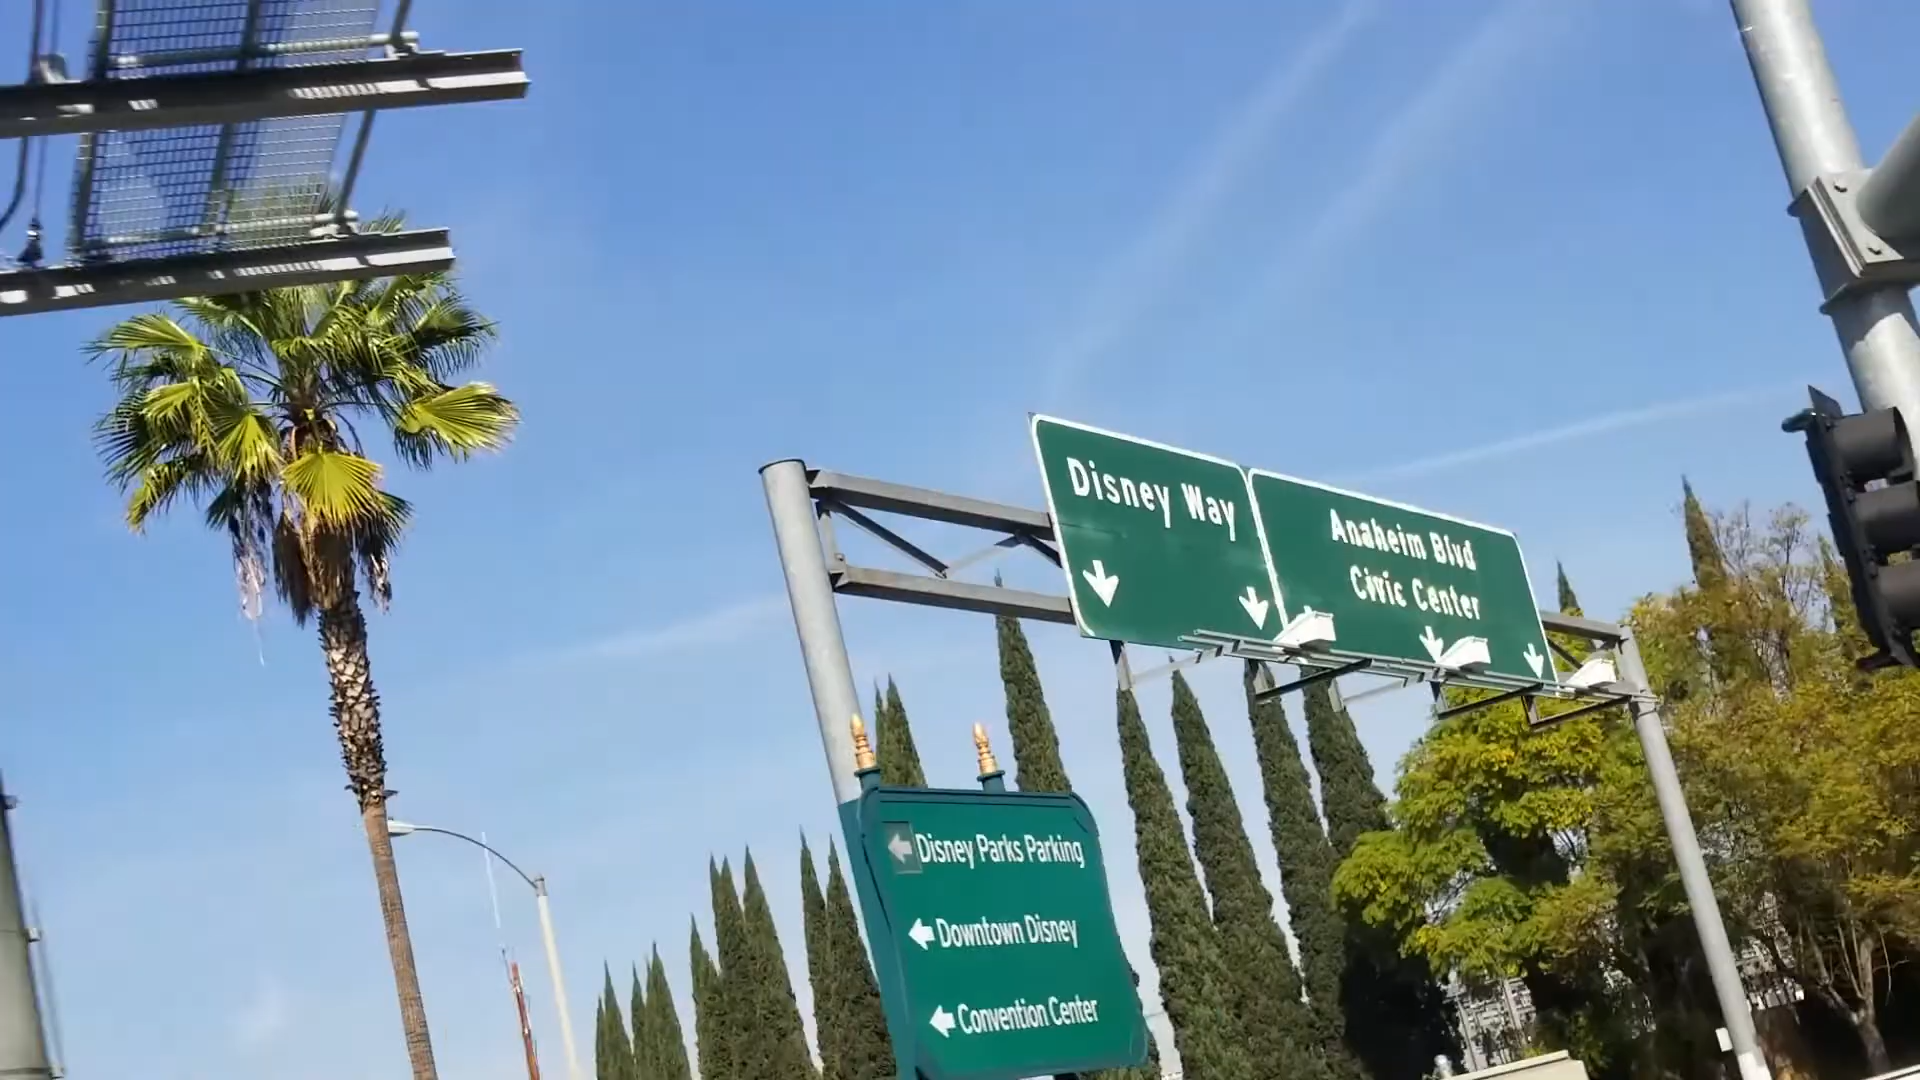 Disney Way
Anaheim Blvd
Civic Center
Disney Parks Parking
Downtown Disney
Convention Center